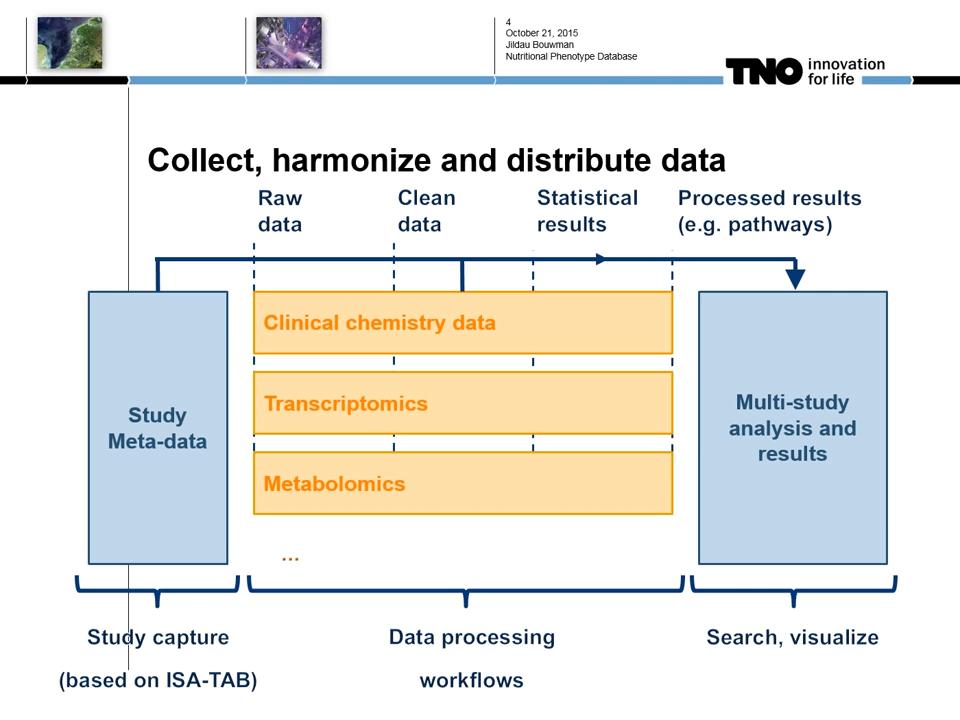 4
October 21, 2015
Jildau Bouwman
Nutritional Phenotype Database
TNO innovation
for life
Collect, harmonize and distribute data
Raw
data
Clean
data
Statistical
results
Processed results
(e.g. pathways)
Study
Meta-data
Clinical chemistry data
Transcriptomics
Metabolomics
...
Multi-study
analysis and
results
Study capture
(based on ISA-TAB)
Data processing
workflows
Search, visualize